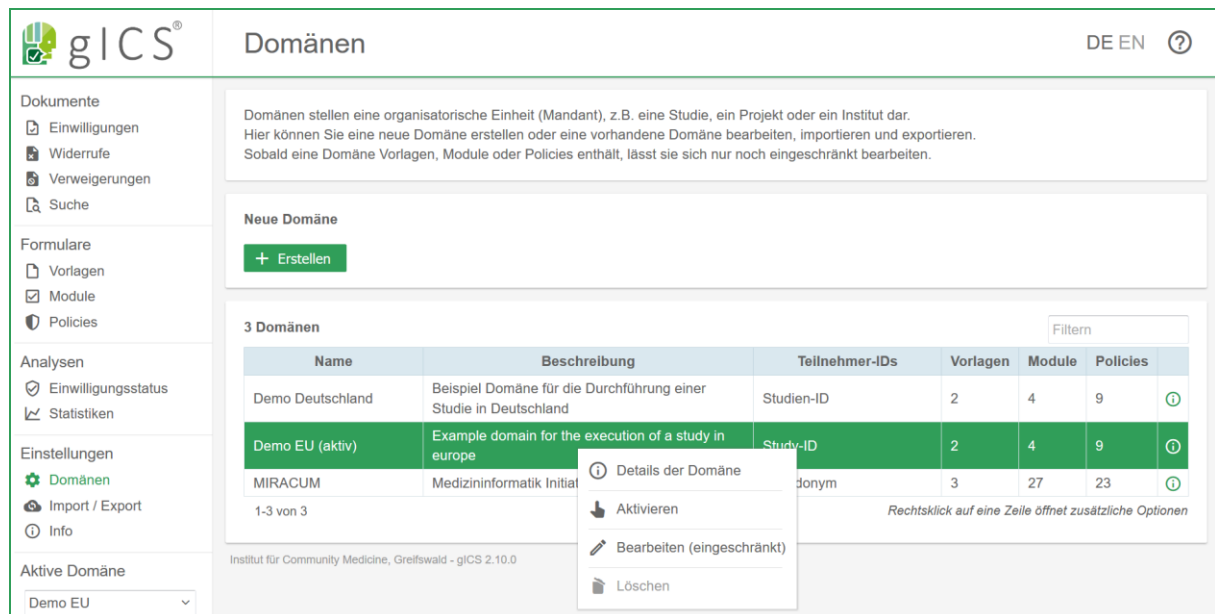 gICS®
Domänen
DE EN
Dokumente
Einwilligungen
Widerrufe
Verweigerungen
Suche
Formulare
Vorlagen
Module
Policies
Analysen
Einwilligungsstatus
Statistiken
Einstellungen
Domänen
Import / Export
Info
Aktive Domäne
Demo EU
Domänen stellen eine organisatorische Einheit (Mandant), z.B. eine Studie, ein Projekt oder ein Institut dar.
Hier können Sie eine neue Domäne erstellen oder eine vorhandene Domäne bearbeiten, importieren und exportieren.
Sobald eine Domäne Vorlagen, Module oder Policies enthält, lässt sie sich nur noch eingeschränkt bearbeiten.
Neue Domäne
+ Erstellen
3 Domänen
Filtern
Name Beschreibung Teilnehmer-IDs Vorlagen Module Policies
Demo Deutschland Beispiel Domäne für die Durchführung einer Studien-ID 2 4 9
Studie in Deutschland
Demo EU (aktiv) Example domain for the execution of a study in Study-ID 2 4 9
europe
MIRACUM Medizininformatik Initiat donym 3 27 23
1-3 von 3
Rechtsklick auf eine Zeile öffnet zusätzliche Optionen
Details der Domäne
Aktivieren
Bearbeiten (eingeschränkt)
Löschen
Institut für Community Medicine, Greifswald - gICS 2.10.0